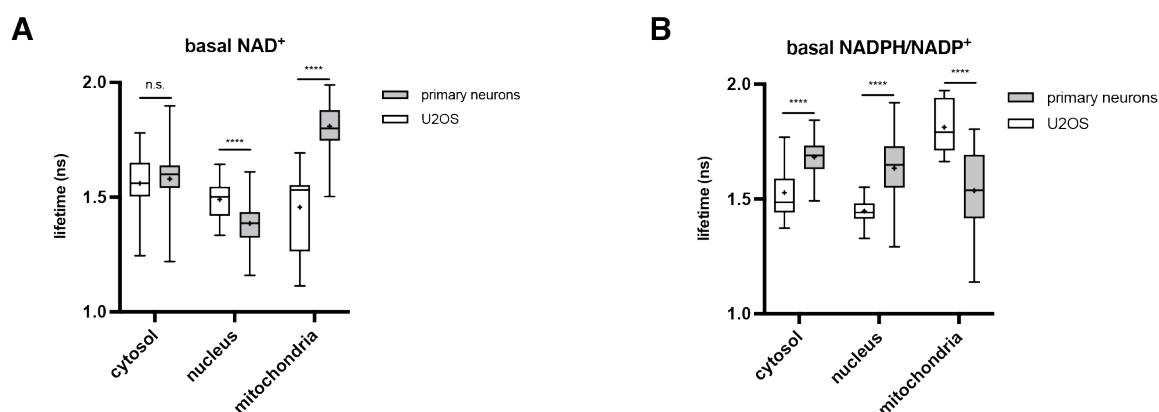 A
basal NAD+
2.0
1.5
1.0
lifetime (ns)
n.s.
****
****
cytosol
nucleus
mitochondria
primary neurons
U2OS
B
basal NADPH/NADP+
2.0
1.5
1.0
lifetime (ns)
****
****
****
cytosol
nucleus
mitochondria
primary neurons
U2OS